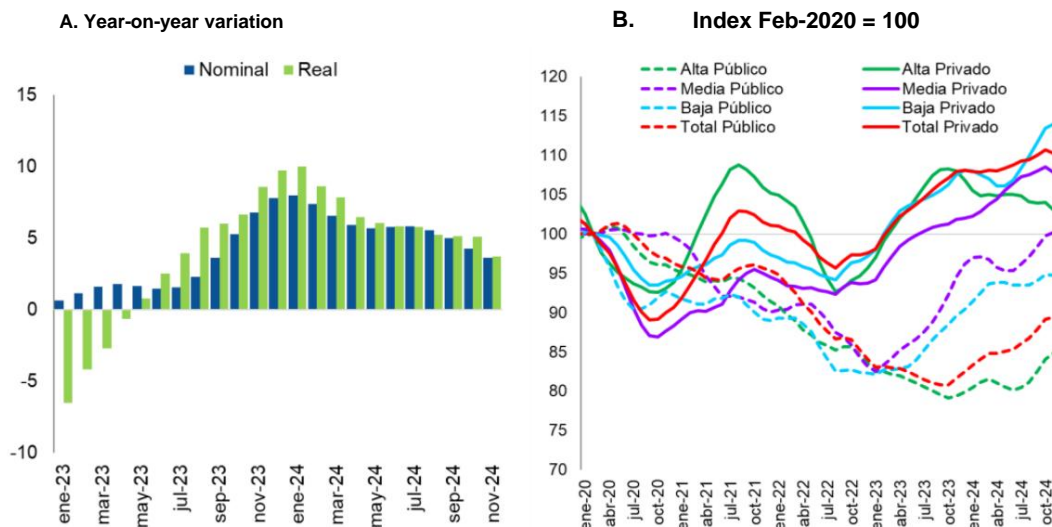 A. Year-on-year variation
Nominal Real
15
10
5
0
-5
-10
ene-23
mar-23
may-23
jul-23
sep-23
nov-23
ene-24
mar-24
may-24
jul-24
sep-24
nov-24
B. Index Feb-2020 = 100
Alta Público Alta Privado
Media Público Media Privado
Baja Público Baja Privado
Total Público Total Privado
120
115
110
105
100
95
90
85
80
75
70
ene-20
abr-20
jul-20
oct-20
ene-21
abr-21
jul-21
oct-21
ene-22
abr-22
jul-22
oct-22
ene-23
abr-23
jul-23
oct-23
ene-24
abr-24
jul-24
oct-24